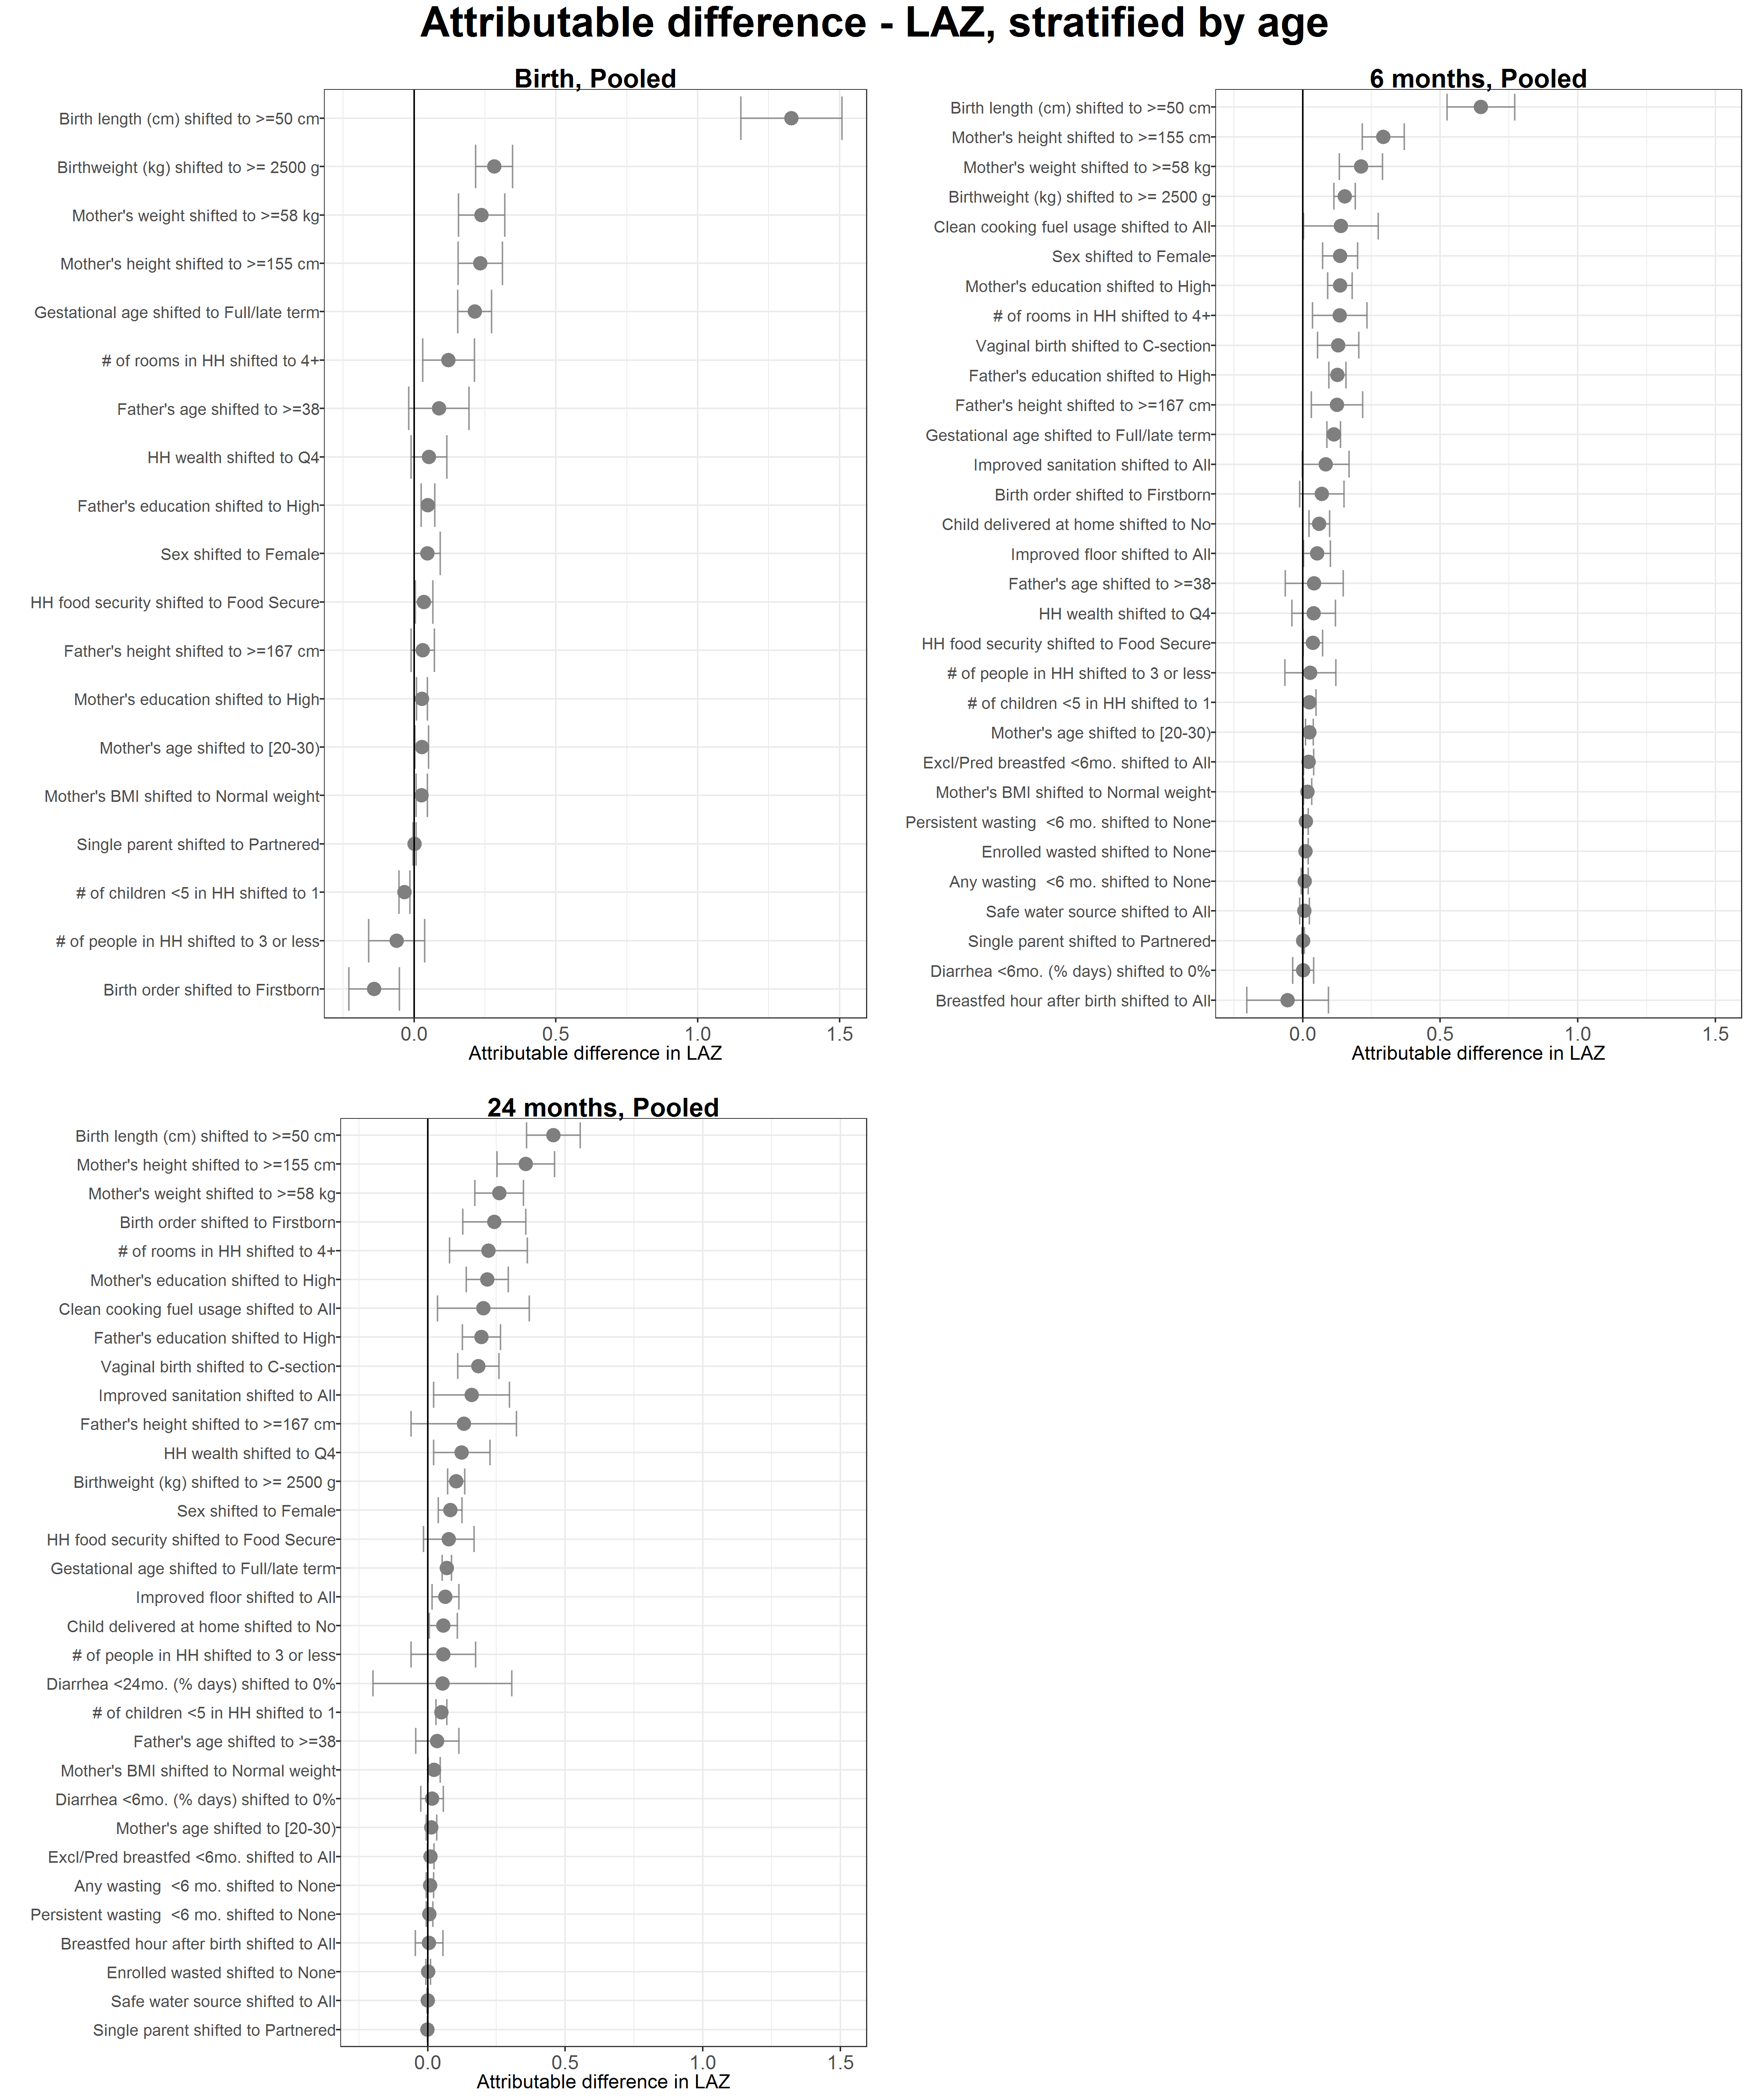 Attributable difference - LAZ, stratified by age
Birth, Pooled
Birth length (cm) shifted to >=50 cm
Birthweight (kg) shifted to >= 2500 g
Mother's weight shifted to >=58 kg
Mother's height shifted to >=155 cm
Gestational age shifted to Full/late term
# of rooms in HH shifted to 4+
Father's age shifted to >=38
HH wealth shifted to Q4
Father's education shifted to High
Sex shifted to Female
HH food security shifted to Food Secure
Father's height shifted to >=167 cm
Mother's education shifted to High
Mother's age shifted to [20-30)
Mother's BMI shifted to Normal weight
Single parent shifted to Partnered
# of children <5 in HH shifted to 1
# of people in HH shifted to 3 or less
Birth order shifted to Firstborn
0.0 0.5 1.0 1.5
Attributable difference in LAZ
6 months, Pooled
Birth length (cm) shifted to >=50 cm
Mother's height shifted to >=155 cm
Mother's weight shifted to >=58 kg
Birthweight (kg) shifted to >= 2500 g
Clean cooking fuel usage shifted to All
Sex shifted to Female
Mother's education shifted to High
# of rooms in HH shifted to 4+
Vaginal birth shifted to C-section
Father's education shifted to High
Father's height shifted to >=167 cm
Gestational age shifted to Full/late term
Improved sanitation shifted to All
Birth order shifted to Firstborn
Child delivered at home shifted to No
Improved floor shifted to All
Father's age shifted to >=38
HH wealth shifted to Q4
HH food security shifted to Food Secure
# of people in HH shifted to 3 or less
# of children <5 in HH shifted to 1
Mother's age shifted to [20-30)
Excl/Pred breastfed <6mo. shifted to All
Mother's BMI shifted to Normal weight
Persistent wasting  <6 mo. shifted to None
Enrolled wasted shifted to None
Any wasting  <6 mo. shifted to None
Safe water source shifted to All
Single parent shifted to Partnered
Diarrhea <6mo. (% days) shifted to 0%
Breastfed hour after birth shifted to All
0.0 0.5 1.0 1.5
Attributable difference in LAZ
24 months, Pooled
Birth length (cm) shifted to >=50 cm
Mother's height shifted to >=155 cm
Mother's weight shifted to >=58 kg
Birth order shifted to Firstborn
# of rooms in HH shifted to 4+
Mother's education shifted to High
Clean cooking fuel usage shifted to All
Father's education shifted to High
Vaginal birth shifted to C-section
Improved sanitation shifted to All
Father's height shifted to >=167 cm
HH wealth shifted to Q4
Birthweight (kg) shifted to >= 2500 g
Sex shifted to Female
HH food security shifted to Food Secure
Gestational age shifted to Full/late term
Improved floor shifted to All
Child delivered at home shifted to No
# of people in HH shifted to 3 or less
Diarrhea <24mo. (% days) shifted to 0%
# of children <5 in HH shifted to 1
Father's age shifted to >=38
Mother's BMI shifted to Normal weight
Diarrhea <6mo. (% days) shifted to 0%
Mother's age shifted to [20-30)
Excl/Pred breastfed <6mo. shifted to All
Any wasting  <6 mo. shifted to None
Persistent wasting  <6 mo. shifted to None
Breastfed hour after birth shifted to All
Enrolled wasted shifted to None
Safe water source shifted to All
Single parent shifted to Partnered
0.0 0.5 1.0 1.5
Attributable difference in LAZ